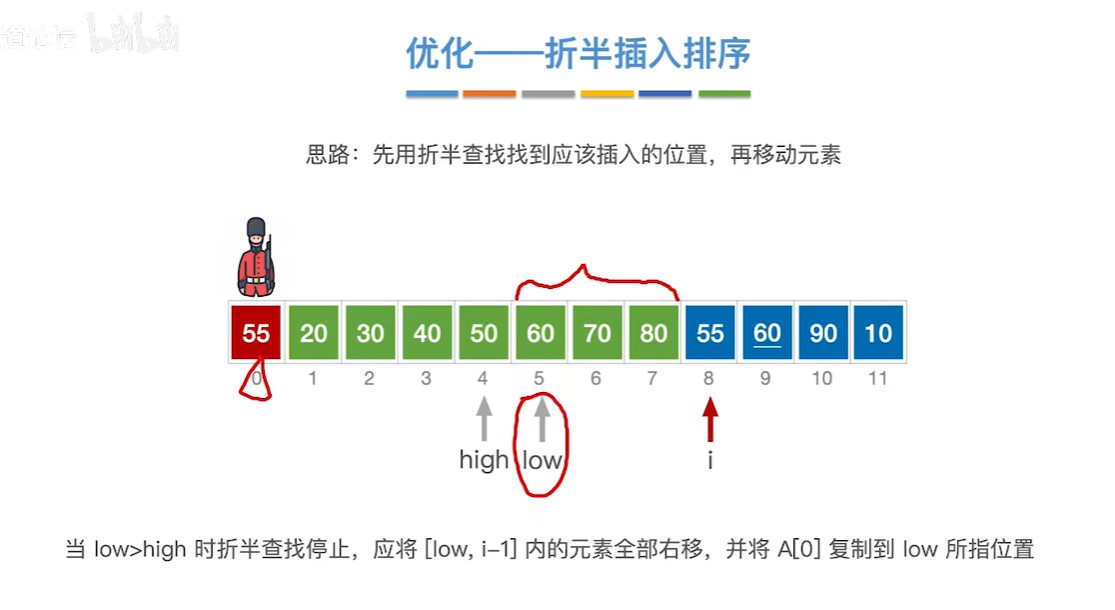 优化——折半插入排序
思路：先用折半查找找到应该插入的位置，再移动元素
55 20 30 40 50 60 70 80 55 60 90 10
0 1 2 3 4 5 6 7 8 9 10 11
high low i
当 low>high 时折半查找停止，应将 [low, i-1] 内的元素全部右移，并将 A[0] 复制到 low 所指位置